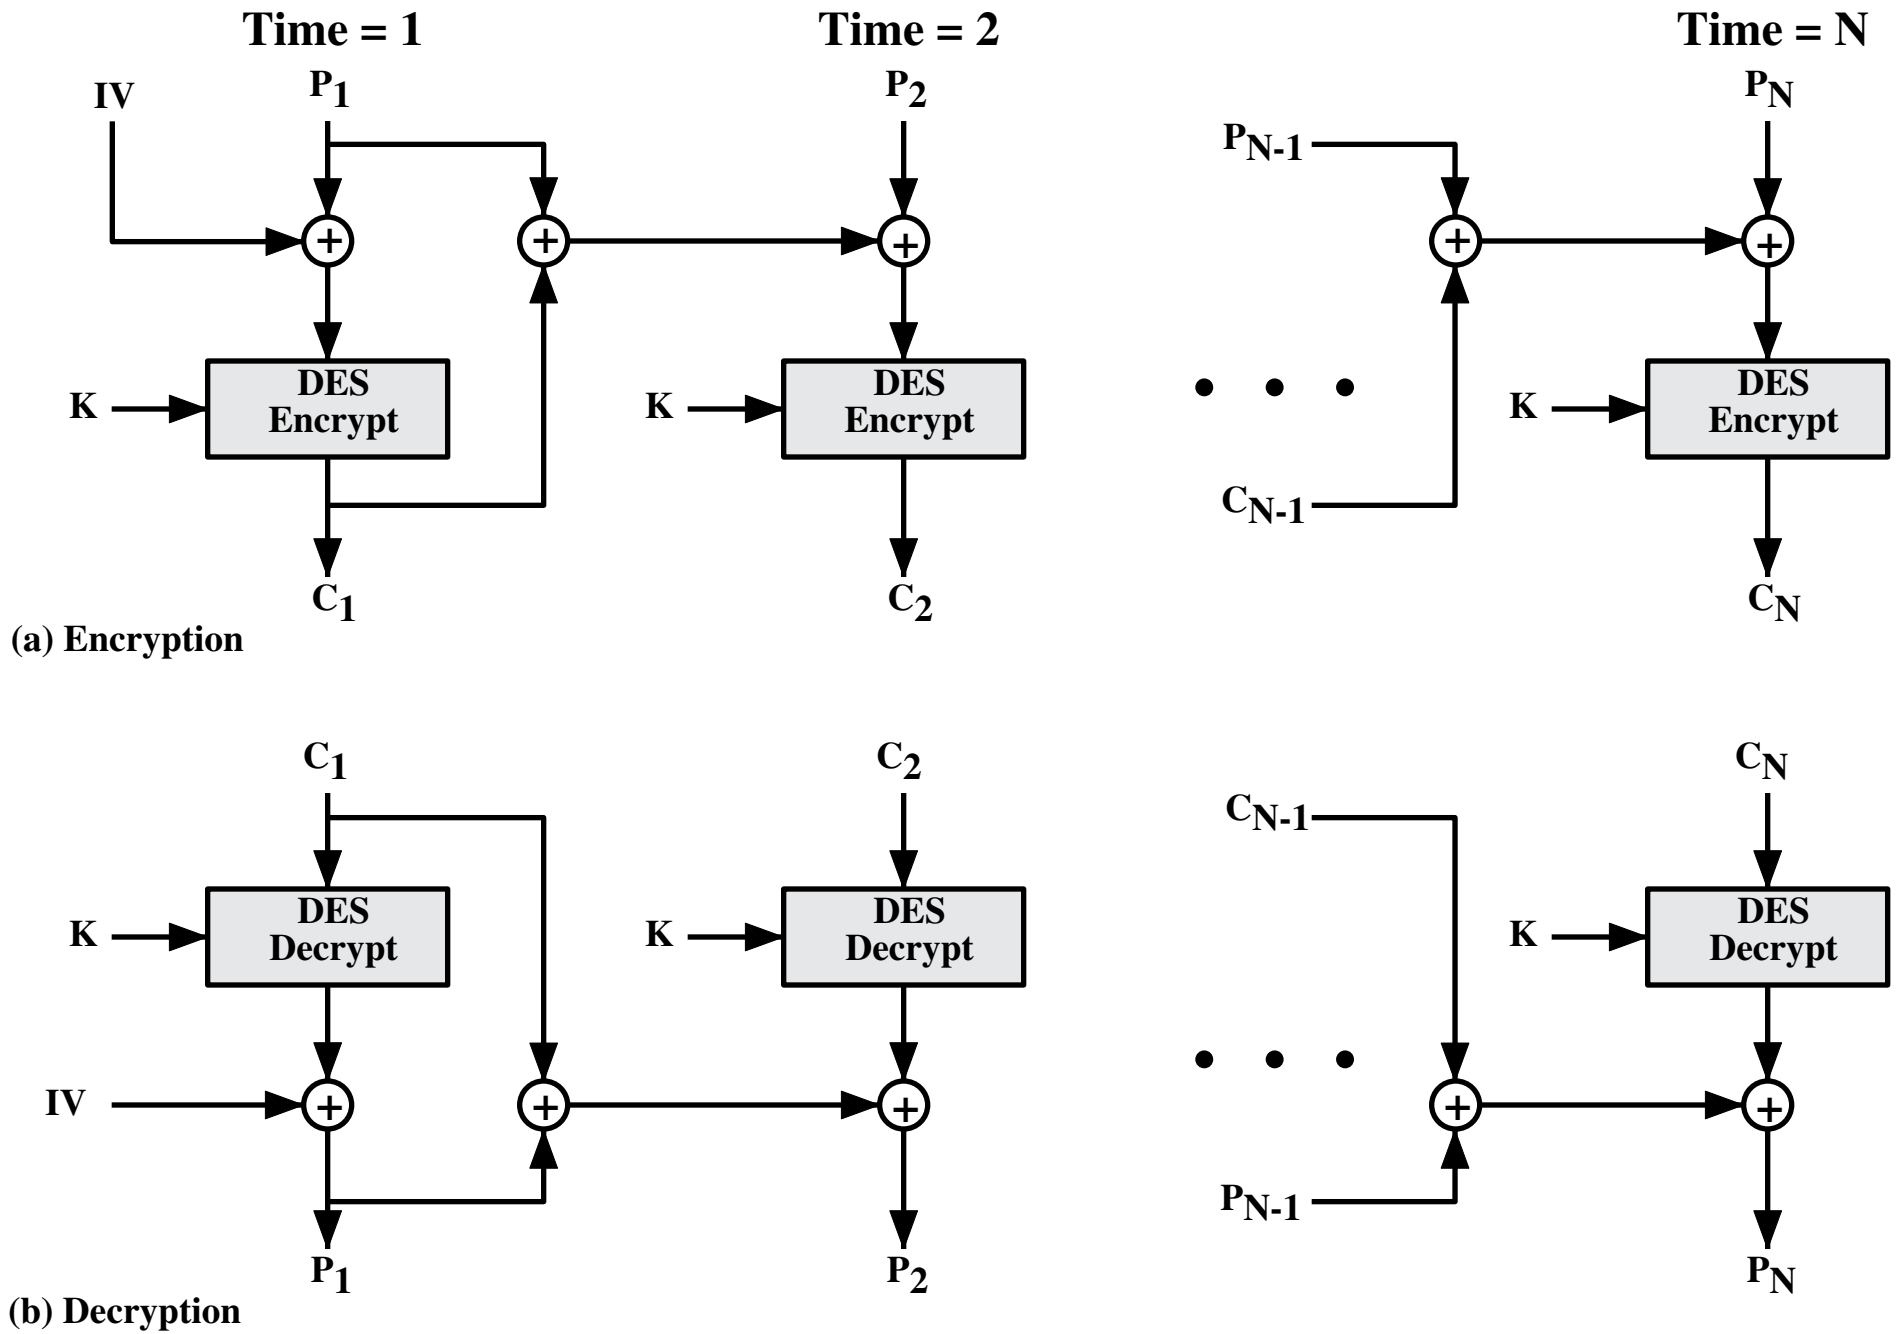 Time = 1 Time = 2 Time = N
IV P1 P2 PN
PN-1
+ + + + +
DES Encrypt DES Encrypt DES Encrypt
K K K
CN-1
C1 C2 CN
(a) Encryption
C1 C2 CN
CN-1
DES Decrypt DES Decrypt DES Decrypt
K K K
IV + + + + +
PN-1
P1 P2 PN
(b) Decryption